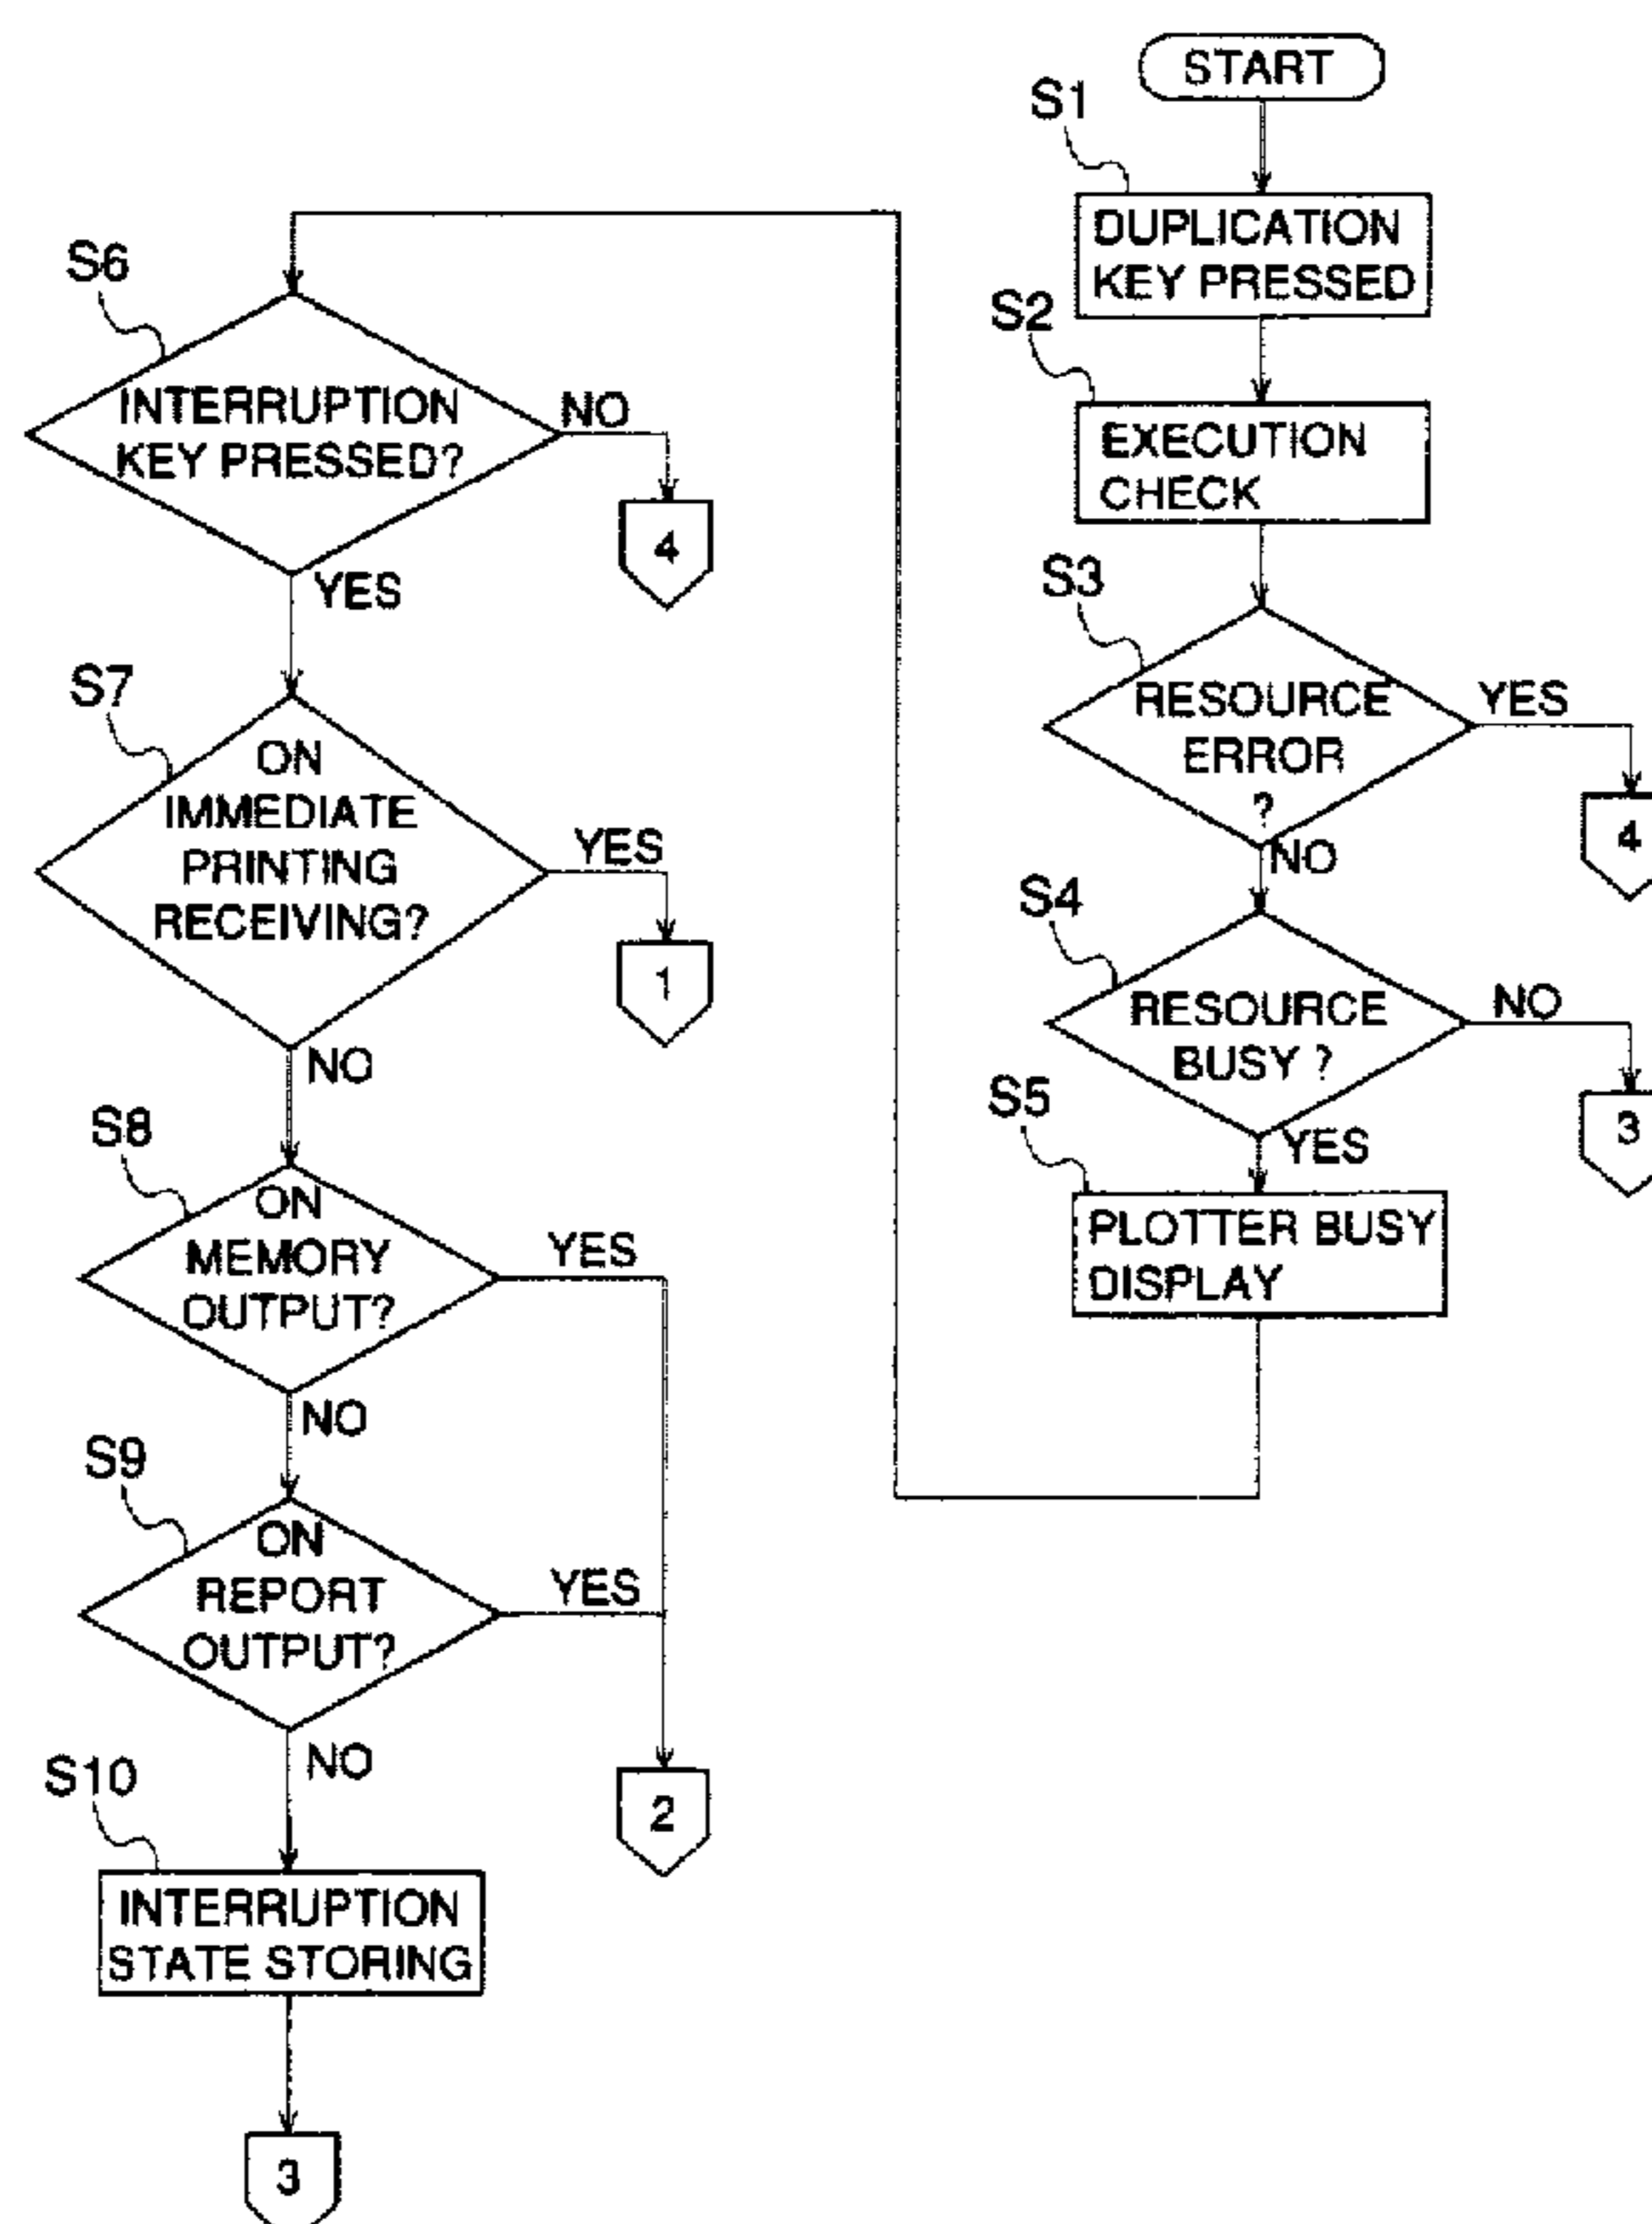 START
S1
DUPLICATION
KEY PRESSED
S2
EXECUTION
CHECK
S3
RESOURCE
ERROR
?
YES
4
NO
S4
RESOURCE
BUSY ?
NO
3
YES
S5
PLOTTER BUSY
DISPLAY
S6
INTERRUPTION
KEY PRESSED?
NO
4
YES
S7
ON
IMMEDIATE
PRINTING
RECEIVING?
YES
1
NO
S8
ON
MEMORY
OUTPUT?
YES
NO
S9
ON
REPORT
OUTPUT?
YES
2
NO
S10
INTERRUPTION
STATE STORING
3